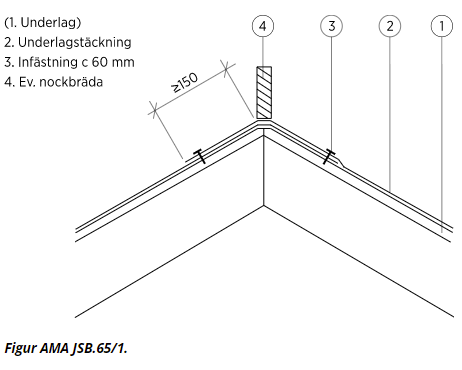 (1. Underlag)
2. Underlagstäckning
3. Infästning c 60 mm
4. Ev. nockbräda
4
3
2
1
≥150
Figur AMA JSB.65/1.